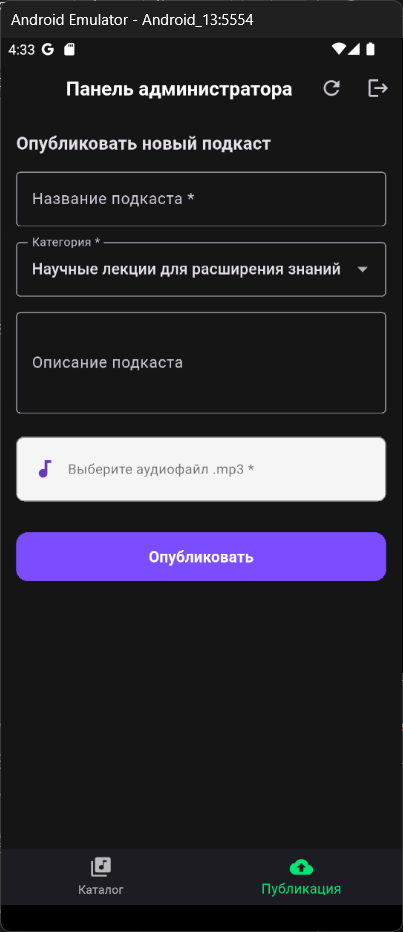 Android Emulator - Android_13:5554
4:33 G
Панель администратора
Опубликовать новый подкаст
Название подкаста *
Категория *
Научные лекции для расширения знаний
Описание подкаста
Выберите аудиофайл .mp3 *
Опубликовать
Каталог
Публикация